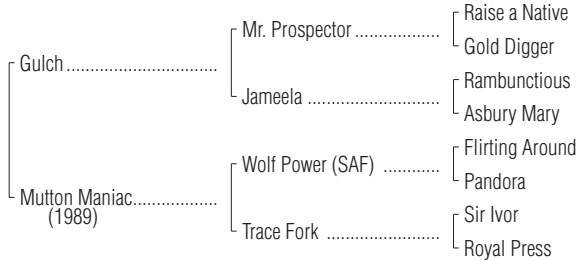 Raise a Native
Mr. Prospector ..................
Gold Digger
Gulch ................................
Rambunctious
Jameela ............................
Asbury Mary
Flirting Around
Wolf Power (SAF) ............
Pandora
Mutton Maniac..................
(1989)
Sir Ivor
Trace Fork ........................
Royal Press